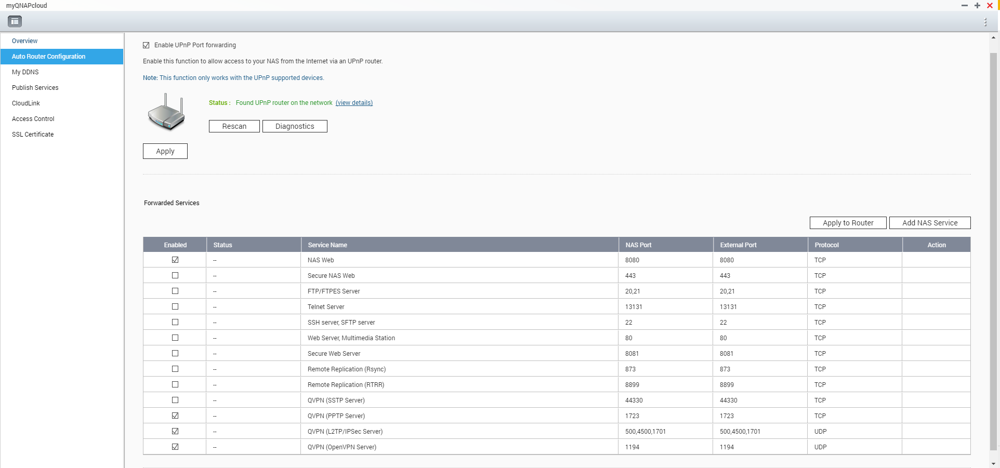 myQNAPcloud
Overview
Auto Router Configuration
My DDNS
Publish Services
CloudLink
Access Control
SSL Certificate
Enable UPnP Port forwarding
Enable this function to allow access to your NAS from the Internet via an UPnP router.
Note: This function only works with the UPnP supported devices.
Status : Found UPnP router on the network (view details)
Rescan Diagnostics
Apply
Forwarded Services
Apply to Router Add NAS Service
Enabled Status Service Name NAS Port External Port Protocol Action
-- NAS Web 8080 8080 TCP
-- Secure NAS Web 443 443 TCP
-- FTP/FTPES Server 20,21 20,21 TCP
-- Telnet Server 13131 13131 TCP
-- SSH server, SFTP server 22 22 TCP
-- Web Server, Multimedia Station 80 80 TCP
-- Secure Web Server 8081 8081 TCP
-- Remote Replication (Rsync) 873 873 TCP
-- Remote Replication (RTRR) 8899 8899 TCP
-- QVPN (SSTP Server) 44330 44330 TCP
-- QVPN (PPTP Server) 1723 1723 TCP
-- QVPN (L2TP/IPSec Server) 500,4500,1701 500,4500,1701 UDP
-- QVPN (OpenVPN Server) 1194 1194 UDP